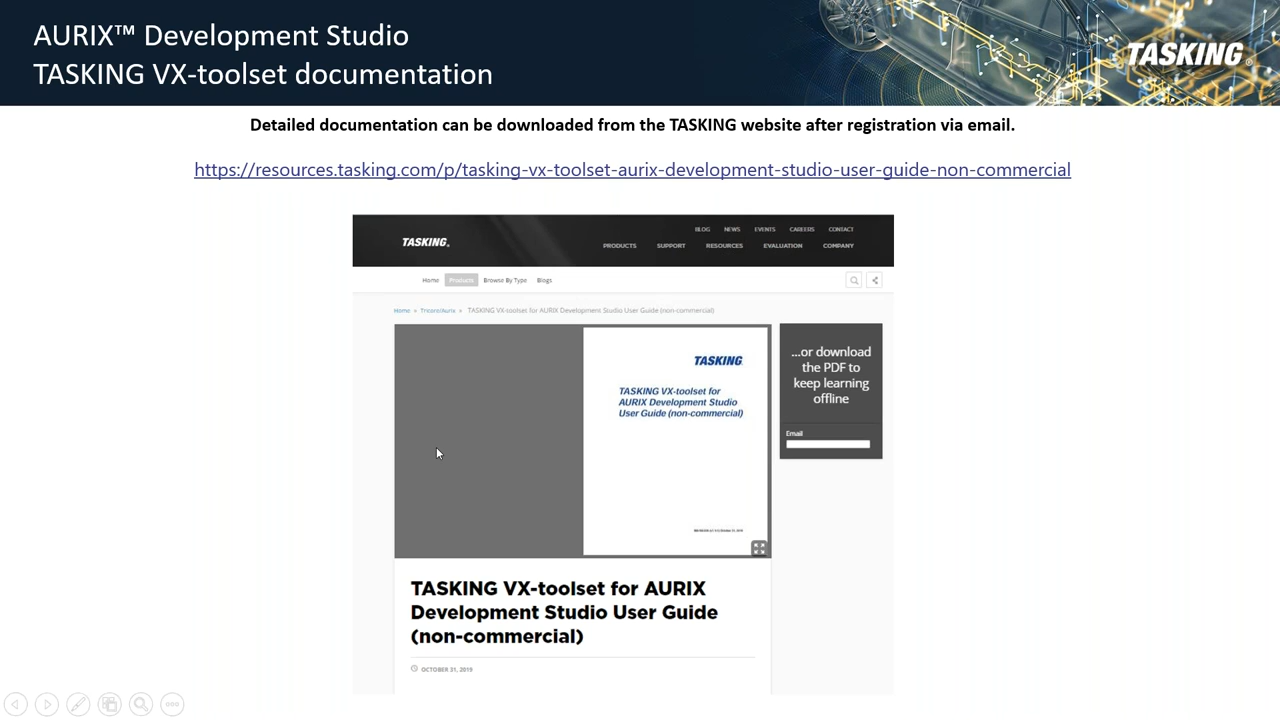 AURIX™ Development Studio
TASKING VX-toolset documentation
TASKING®
Detailed documentation can be downloaded from the TASKING website after registration via email.
https://resources.tasking.com/p/tasking-vx-toolset-aurix-development-studio-user-guide-non-commercial
BLOG NEWS EVENTS CAREERS CONTACT
TASKING.
PRODUCTS SUPPORT RESOURCES EVALUATION COMPANY
Home Products Browse By Type Blogs
Home » Tricore/Aurix » TASKING VX-toolset for AURIX Development Studio User Guide (non-commercial)
TASKING
TASKING VX-toolset for
AURIX Development Studio
User Guide (non-commercial)
...or download
the PDF to
keep learning
offline
Email
TASKING VX-toolset for AURIX
Development Studio User Guide
(non-commercial)
OCTOBER 31, 2019